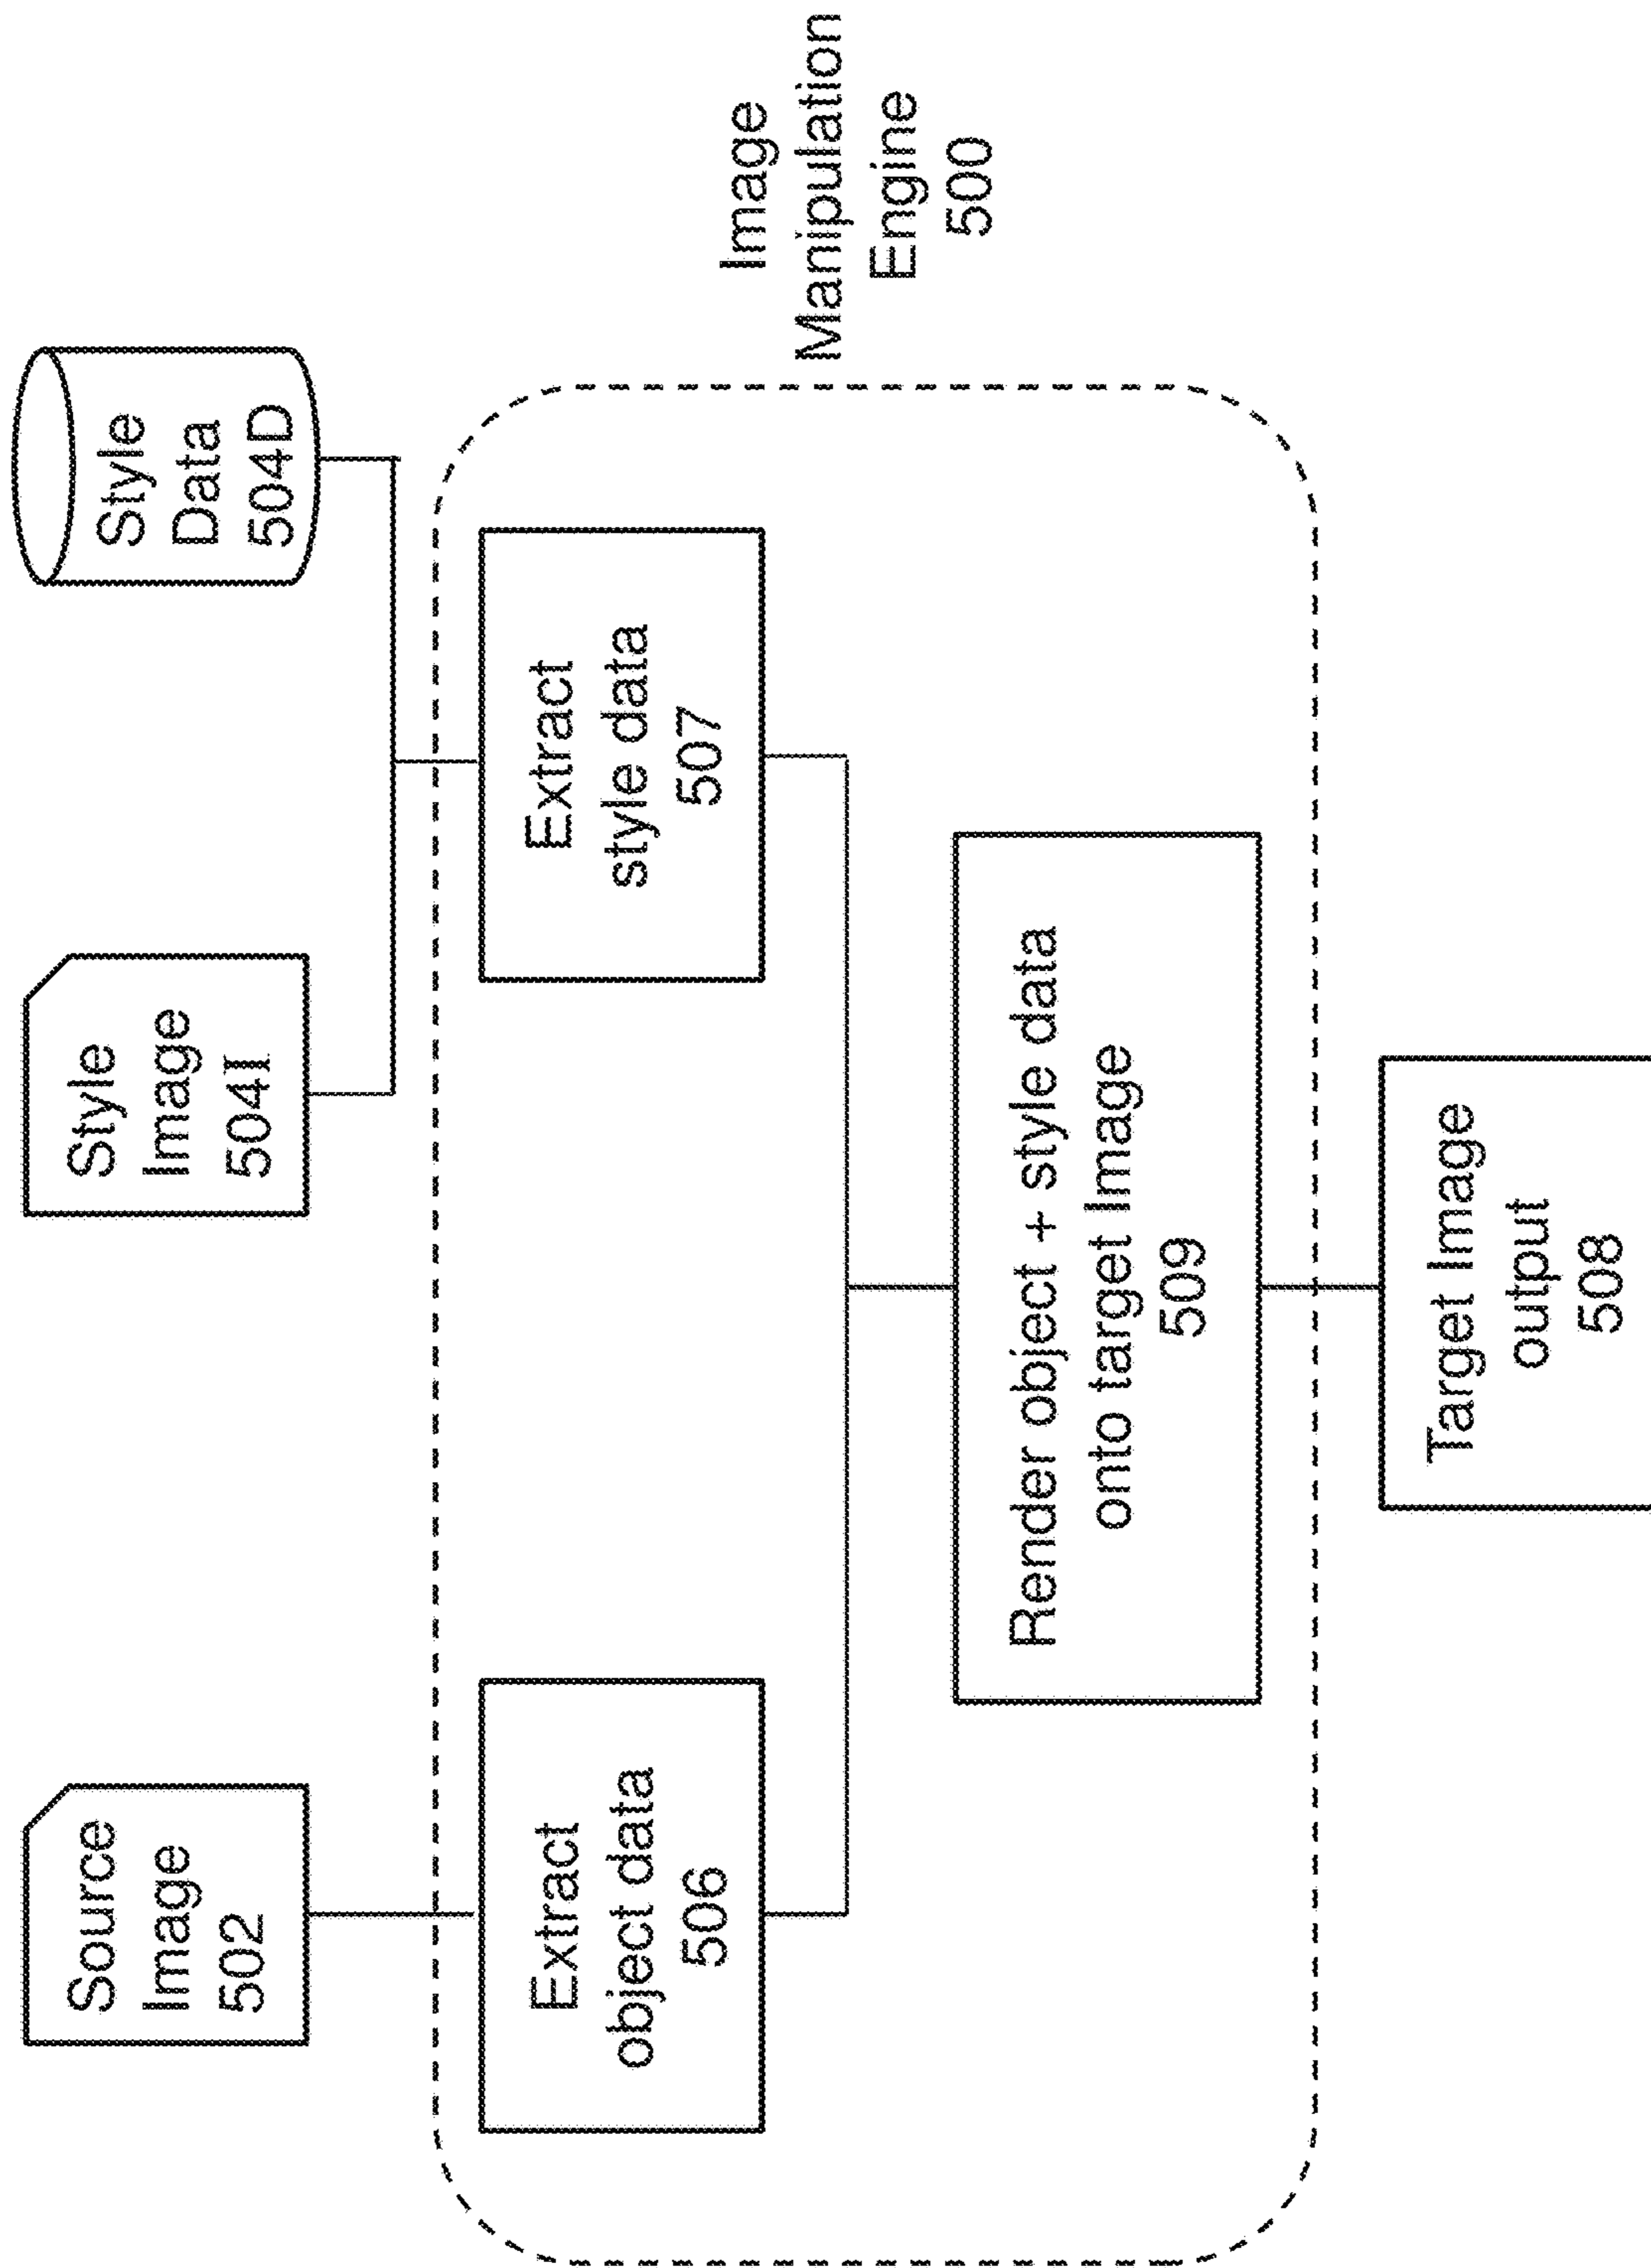 Source
Image
502
Style
Image
504I
Style
Data
504D
Extract
object data
506
Extract
style data
507
Image
Manipulation
Engine
500
Render object + style data
onto target Image
509
Target Image
output
508